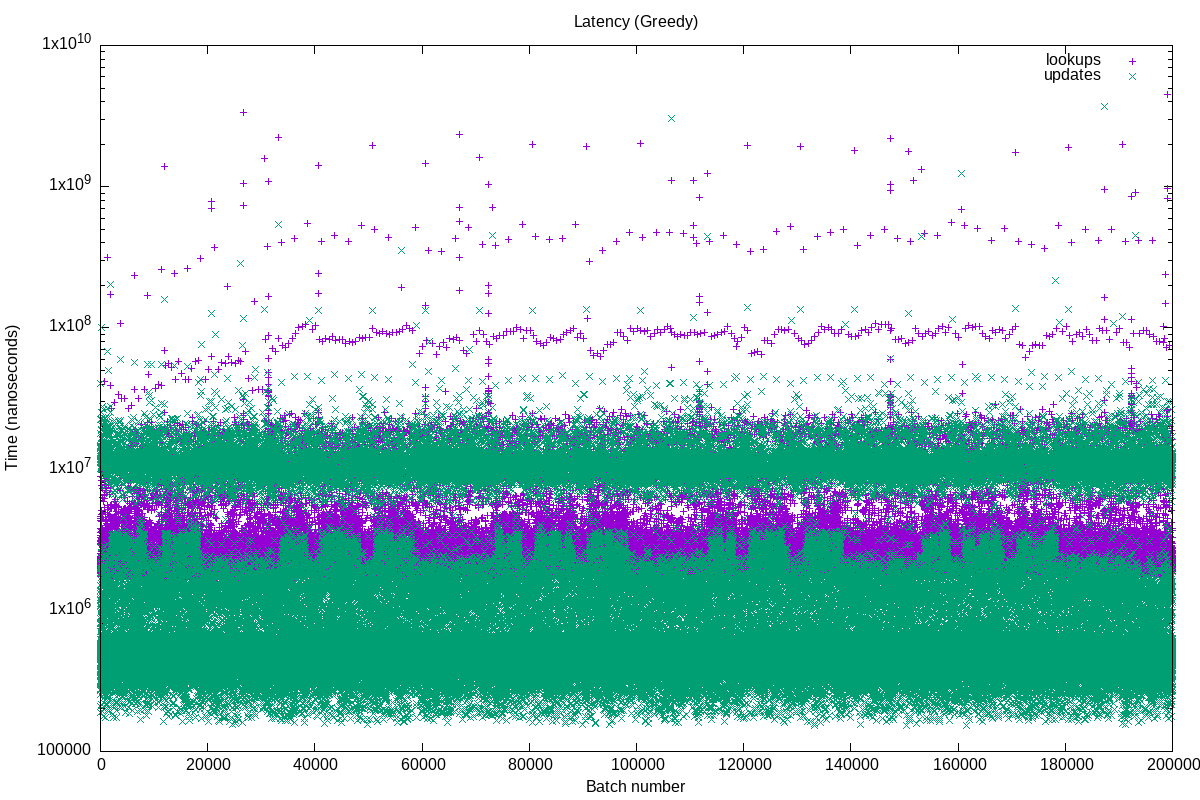 Latency (Greedy)
1x10^10
lookups
updates
1x10^9
1x10^8
1x10^7
1x10^6
100000
Time (nanoseconds)
0 20000 40000 60000 80000 100000 120000 140000 160000 180000 200000
Batch number